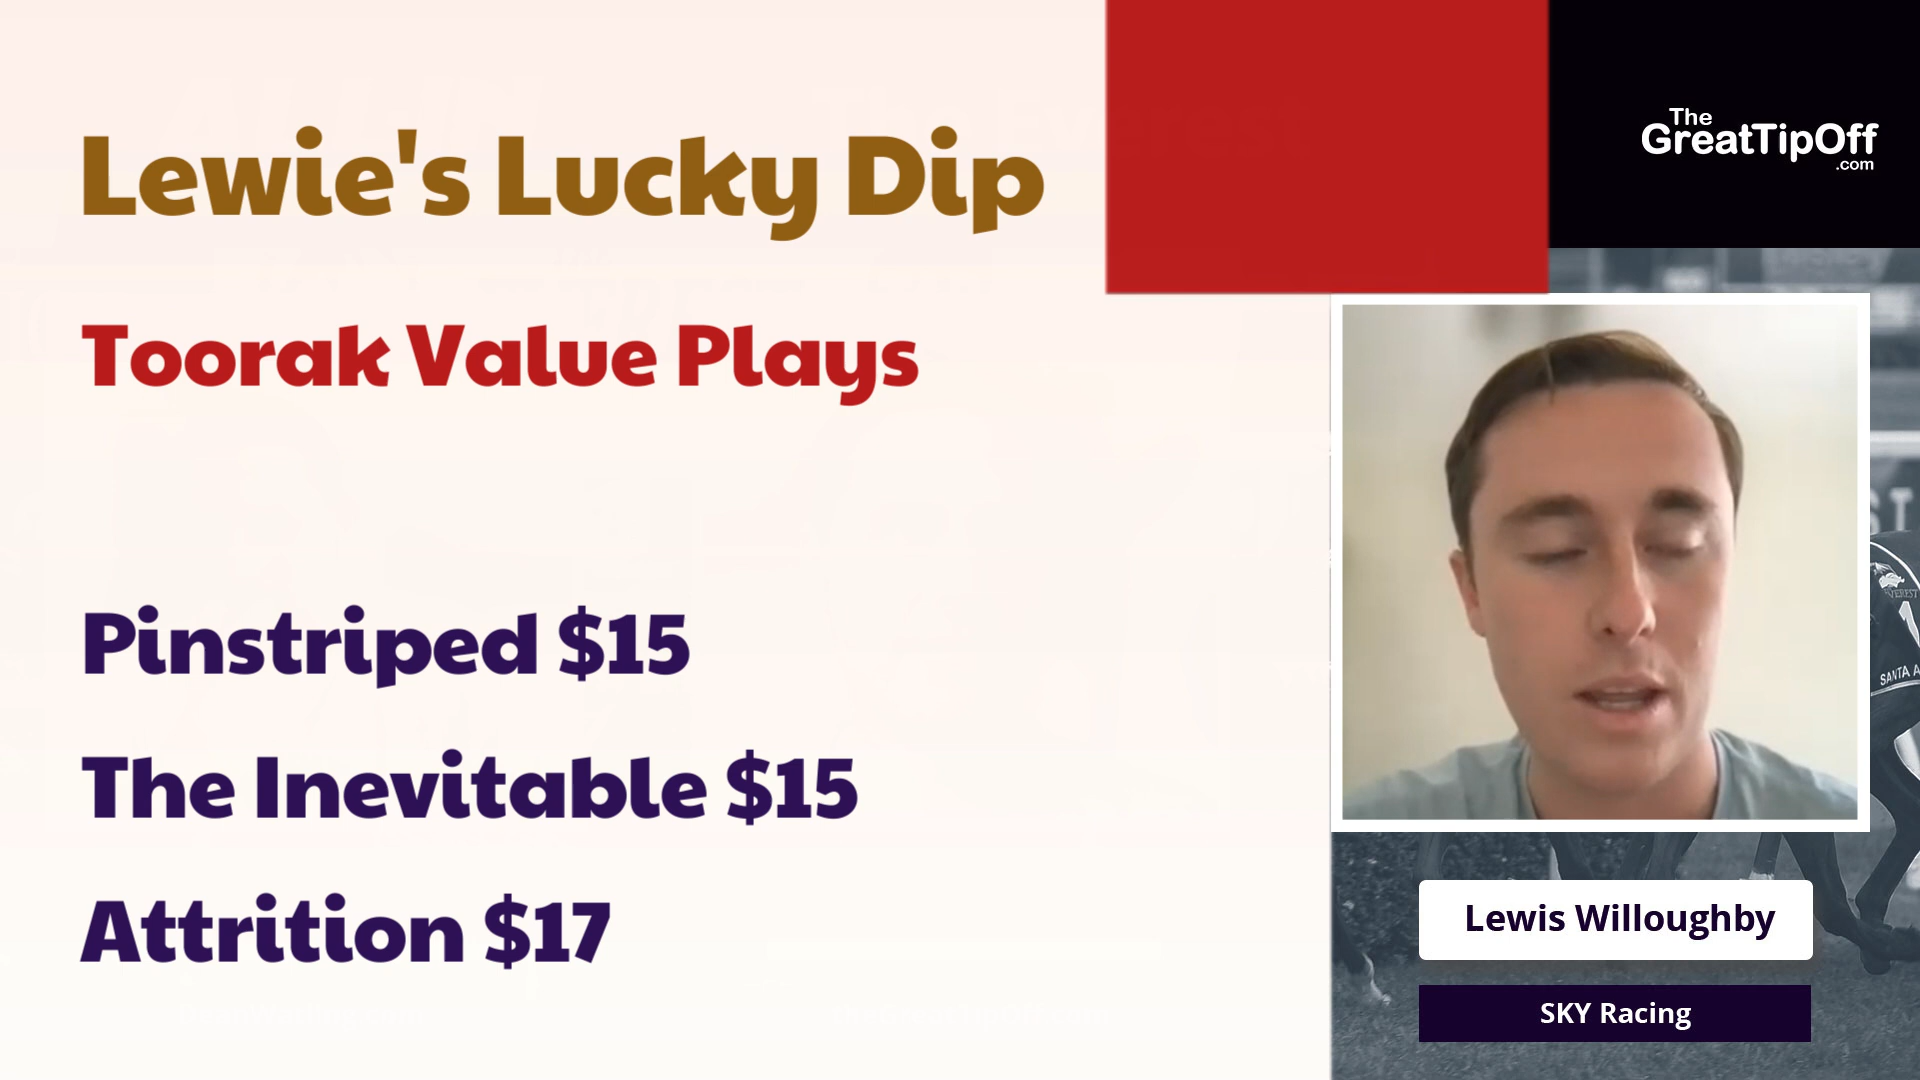 Lewie's Lucky Dip
Toorak Value Plays
Pinstriped $15
The Inevitable $15
Attrition $17
The
GreatTipOff
.com
SANTA A
Lewis Willoughby
SKY Racing